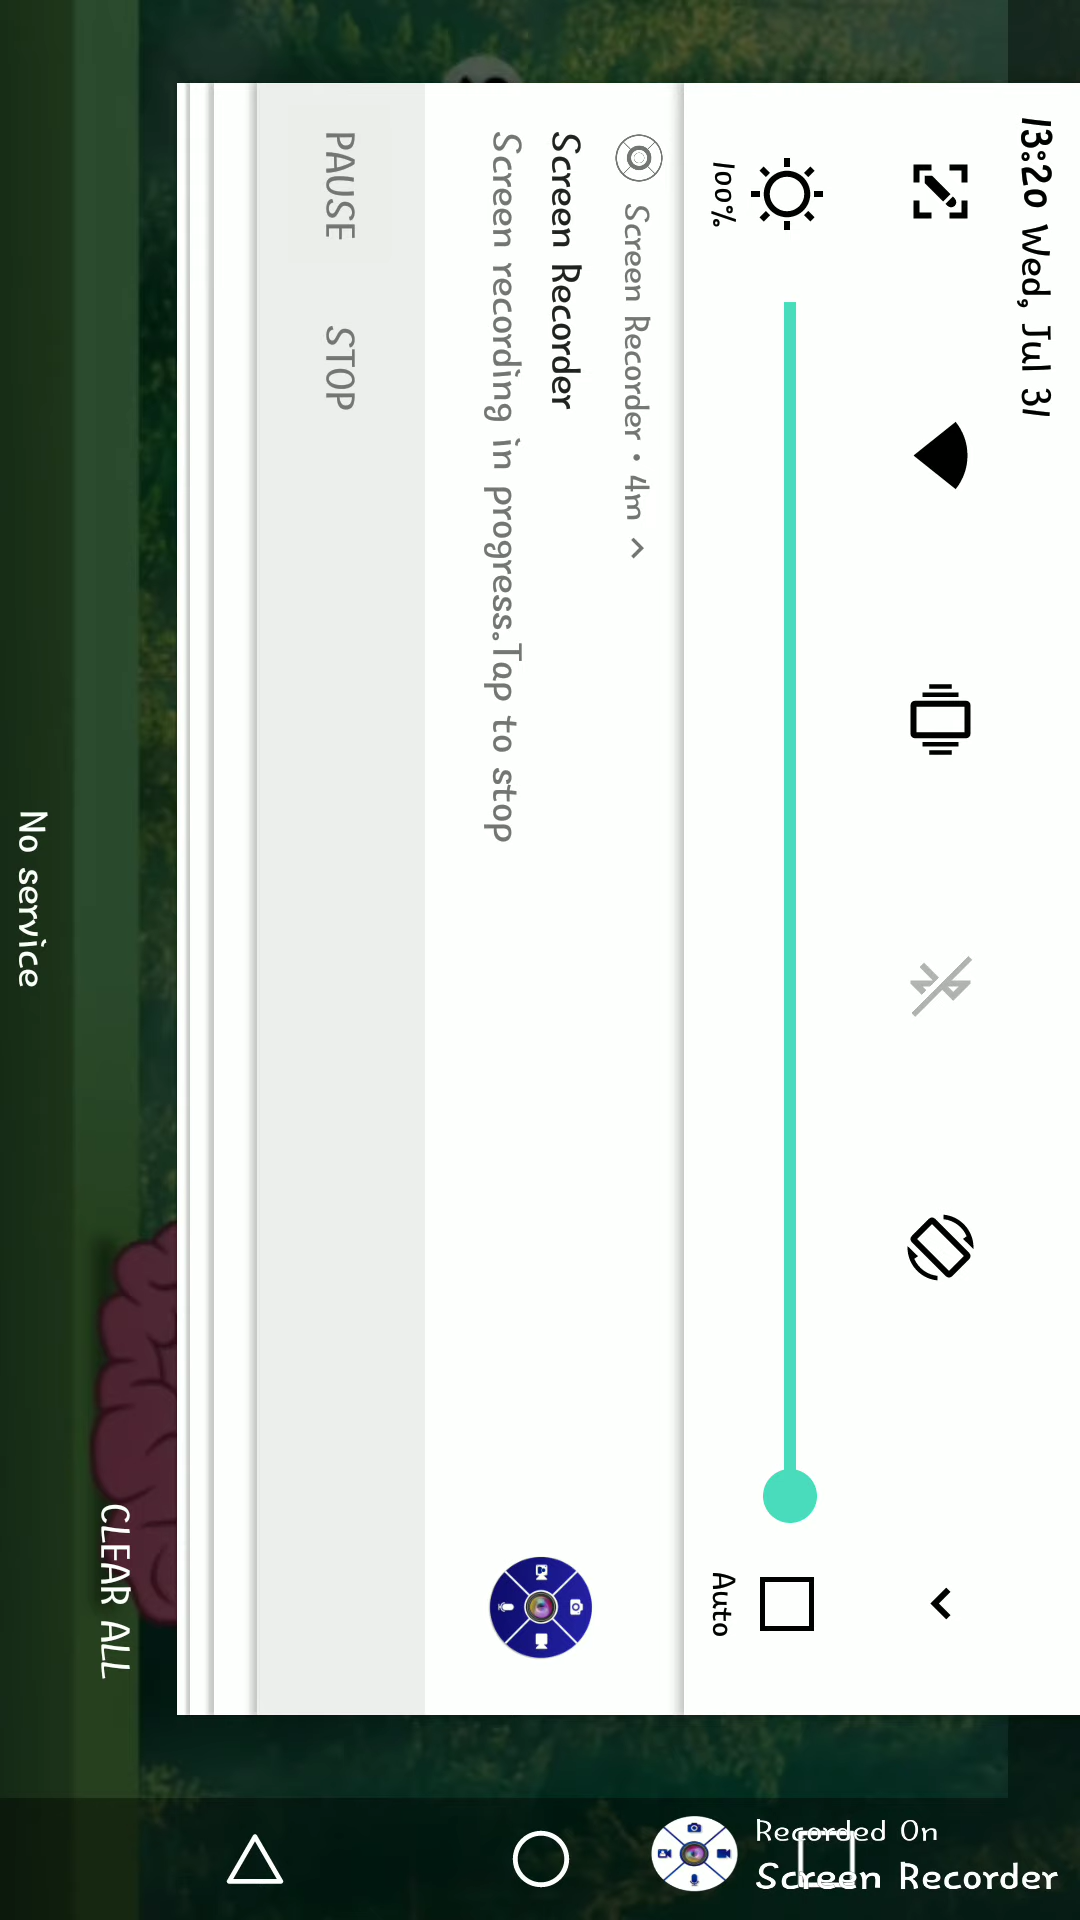 13:20 Wed, Jul 31
100%
Auto
Screen Recorder • 4m
Screen Recorder
Screen recording in progress.Tap to stop
PAUSE STOP
CLEAR ALL
No service
Recorded On
Screen Recorder